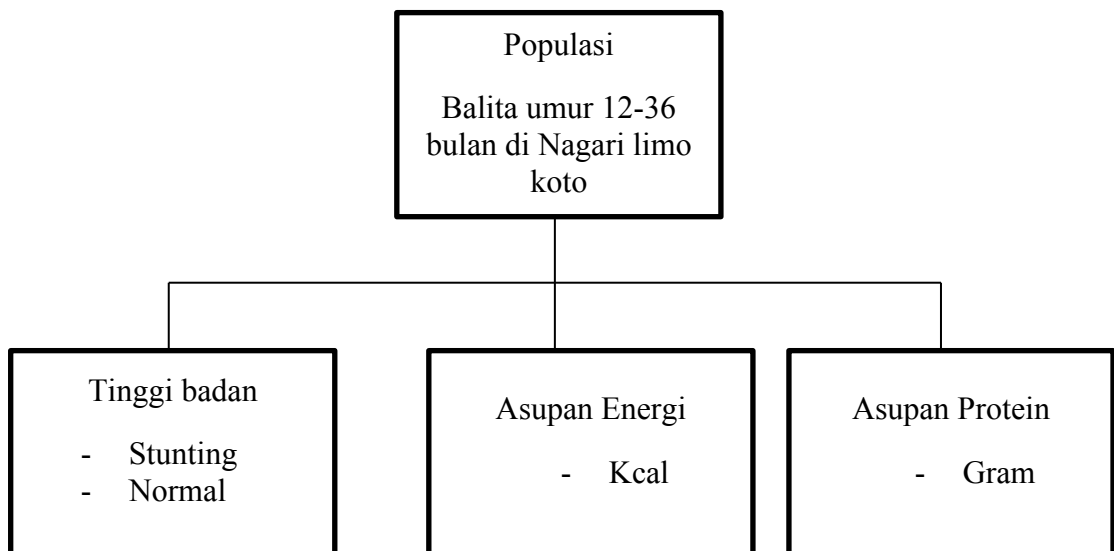 Populasi
Balita umur 12-36
bulan di Nagari limo
koto
Tinggi badan
- Stunting
- Normal
Asupan Energi
- Kcal
Asupan Protein
- Gram